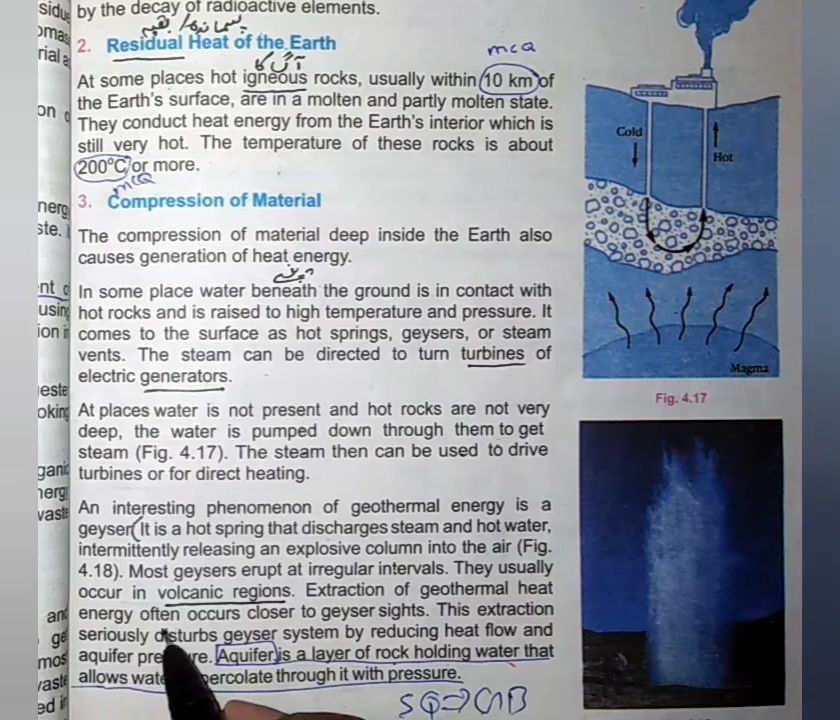 sidue by the decay of radioactive elements.
پسماندہ / بقیہ
2. Residual Heat of the Earth
mcQ
آگ کا
At some places hot igneous rocks, usually within 10 km of
the Earth's surface, are in a molten and partly molten state.
They conduct heat energy from the Earth's interior which is
still very hot. The temperature of these rocks is about
200°C or more.
mcQ
3. Compression of Material
The compression of material deep inside the Earth also
causes generation of heat energy.
In some place water beneath the ground is in contact with
hot rocks and is raised to high temperature and pressure. It
comes to the surface as hot springs, geysers, or steam
vents. The steam can be directed to turn turbines of
electric generators.
At places water is not present and hot rocks are not very
deep, the water is pumped down through them to get
steam (Fig. 4.17). The steam then can be used to drive
turbines or for direct heating.
An interesting phenomenon of geothermal energy is a
geyser. It is a hot spring that discharges steam and hot water,
intermittently releasing an explosive column into the air (Fig.
4.18). Most geysers erupt at irregular intervals. They usually
occur in volcanic regions. Extraction of geothermal heat
energy often occurs closer to geyser sights. This extraction
seriously disturbs geyser system by reducing heat flow and
aquifer . Aquifer is a layer of rock holding water that
allows percolate through it with pressure.
SQ⇒
Cold
Hot
Magma
Fig. 4.17